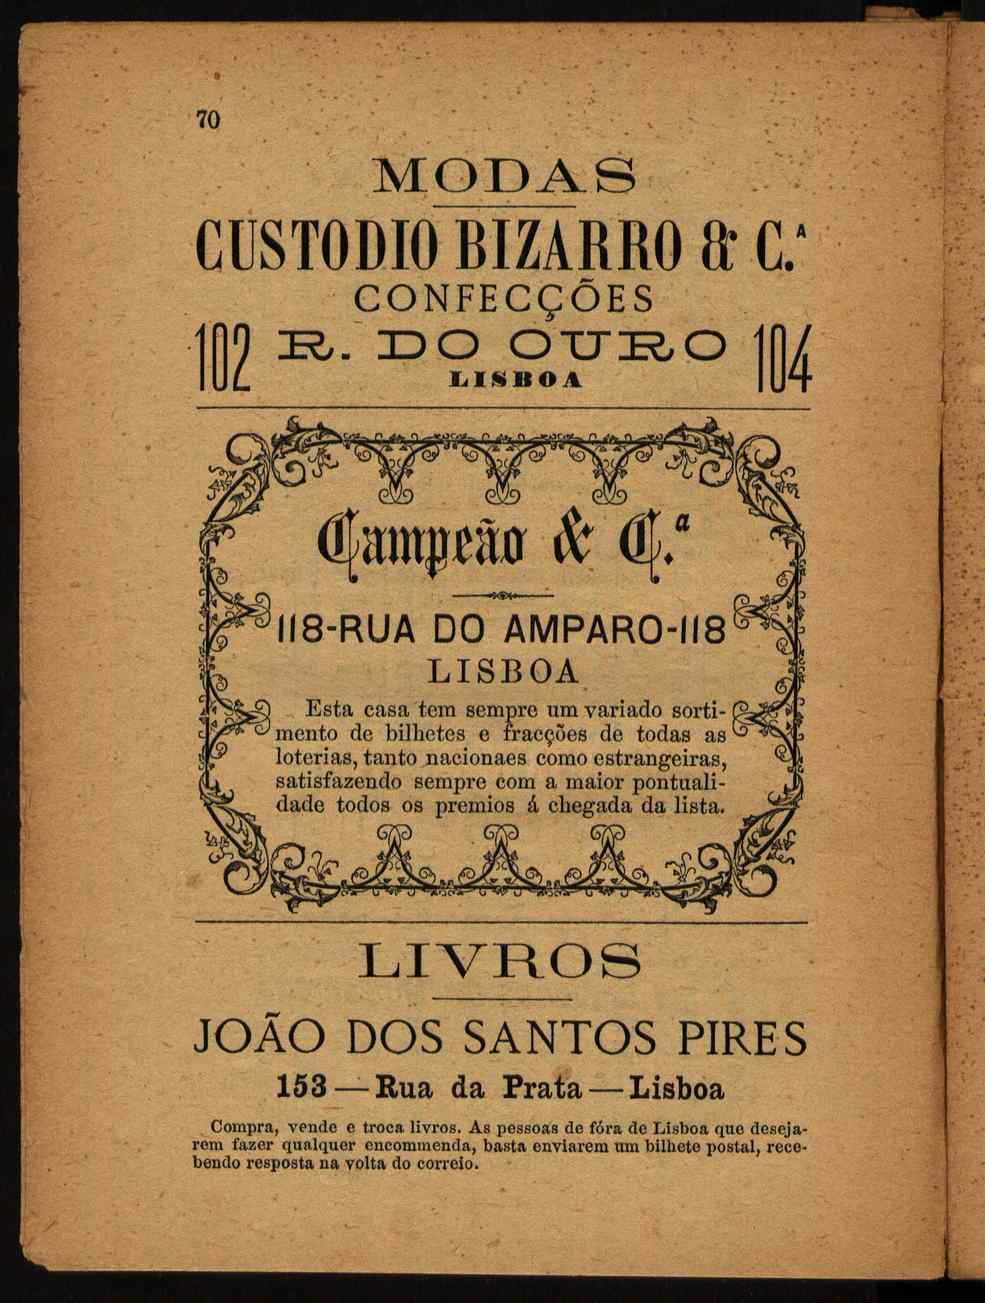 70
MODAS
CUSTODIO BIZARRO & C.ᴬ
CONFECÇÕES
102 R. DO OURO 104
LISBOA
Campeão & C.ª
118-RUA DO AMPARO-118
LISBOA
Esta casa tem sempre um variado sorti-
mento de bilhetes e fracções de todas as
loterias, tanto nacionaes como estrangeiras,
satisfazendo sempre com a maior pontuali-
dade todos os premios á chegada da lista.
LIVROS
JOÃO DOS SANTOS PIRES
153 — Rua da Prata — Lisboa
Compra, vende e troca livros. As pessoas de fóra de Lisboa que deseja-
rem fazer qualquer encommenda, basta enviarem um bilhete postal, rece-
bendo resposta na volta do correio.